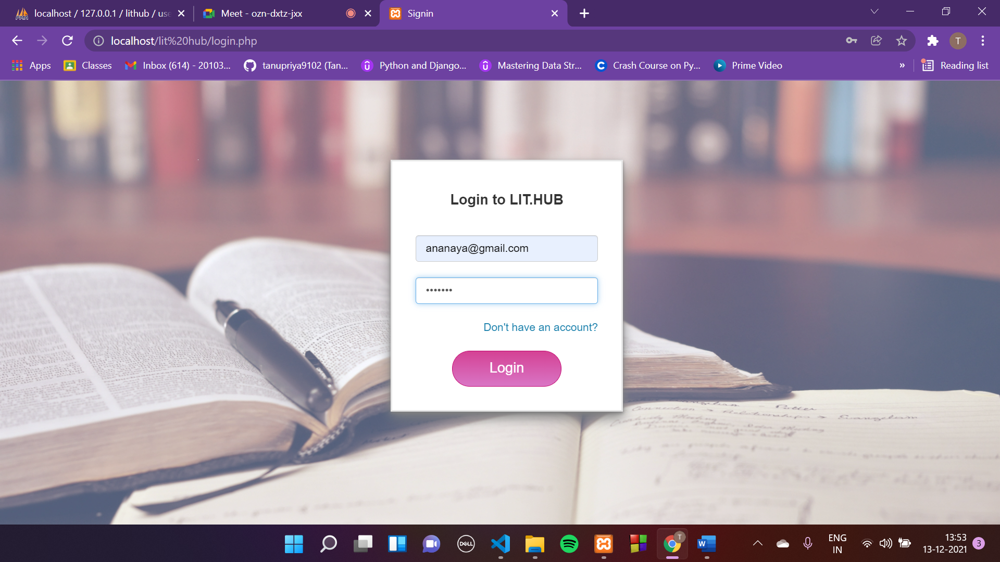 localhost / 127.0.0.1 / lithub / use
Meet - ozn-dxtz-jxx
Signin
localhost/lit%20hub/login.php
T
Apps
Classes
Inbox (614) - 20103...
tanupriya9102 (Tan...
Python and Django...
Mastering Data Str...
Crash Course on Py...
Prime Video
»
Reading list
Login to LIT.HUB
ananaya@gmail.com
•••••••
Don't have an account?
Login
DELL
T
W
ENG
IN
13:53
13-12-2021
3